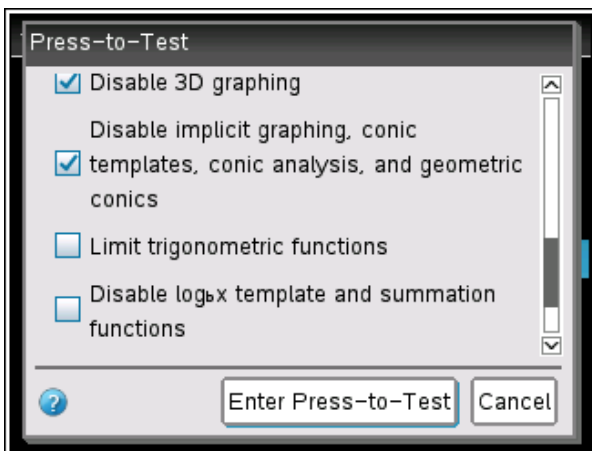 Press-to-Test
Disable 3D graphing
Disable implicit graphing, conic
templates, conic analysis, and geometric
conics
Limit trigonometric functions
Disable logьx template and summation
functions
?
Enter Press-to-Test
Cancel